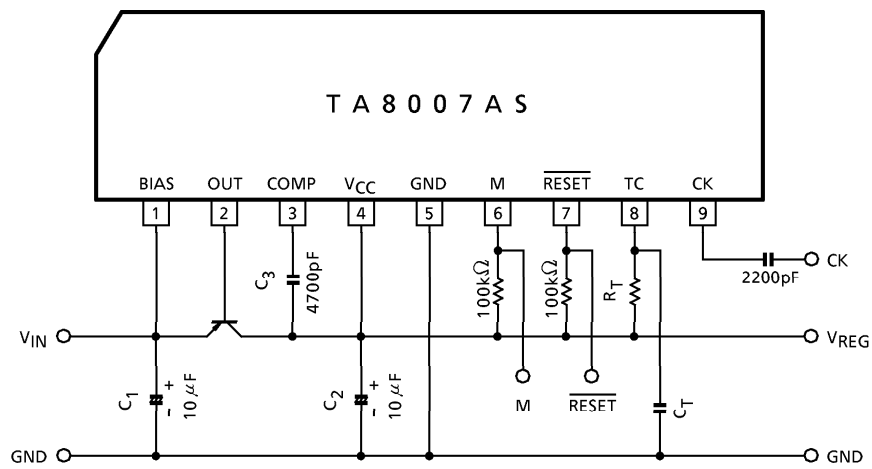 TA8007AS
BIAS OUT COMP VCC GND M RESET TC CK
1 2 3 4 5 6 7 8 9
CK
2200pF
C3 4700pF
100kΩ
100kΩ
RT
VIN
VREG
C1 + - 10μF
C2 + - 10μF
M
RESET
CT
GND
GND